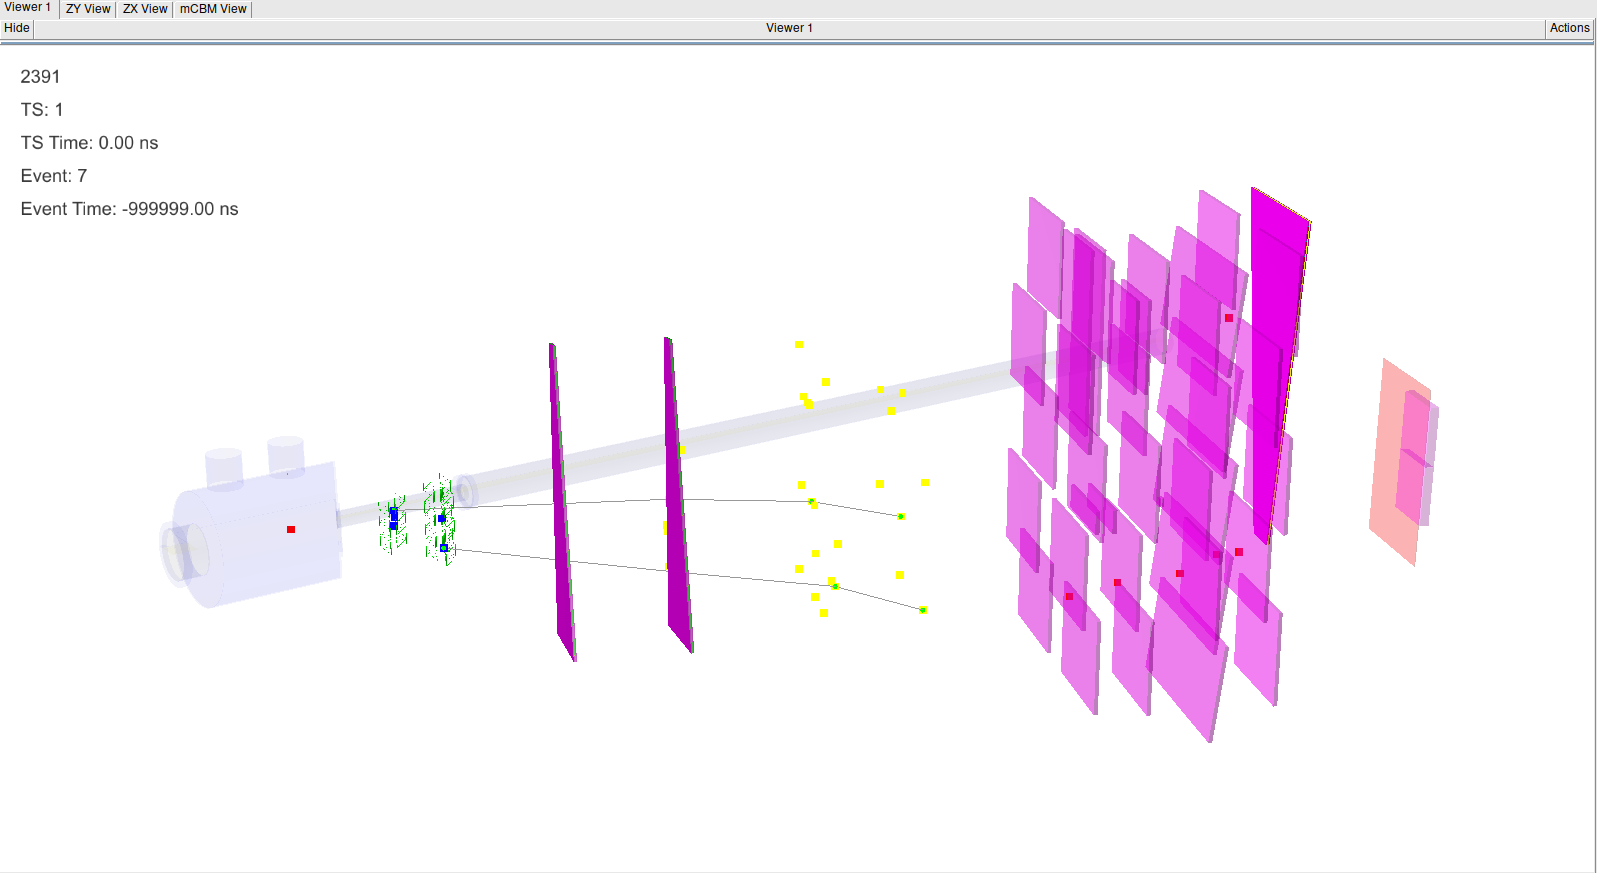 Viewer 1 ZY View ZX View mCBM View
Hide Viewer 1 Actions
2391
TS: 1
TS Time: 0.00 ns
Event: 7
Event Time: -999999.00 ns